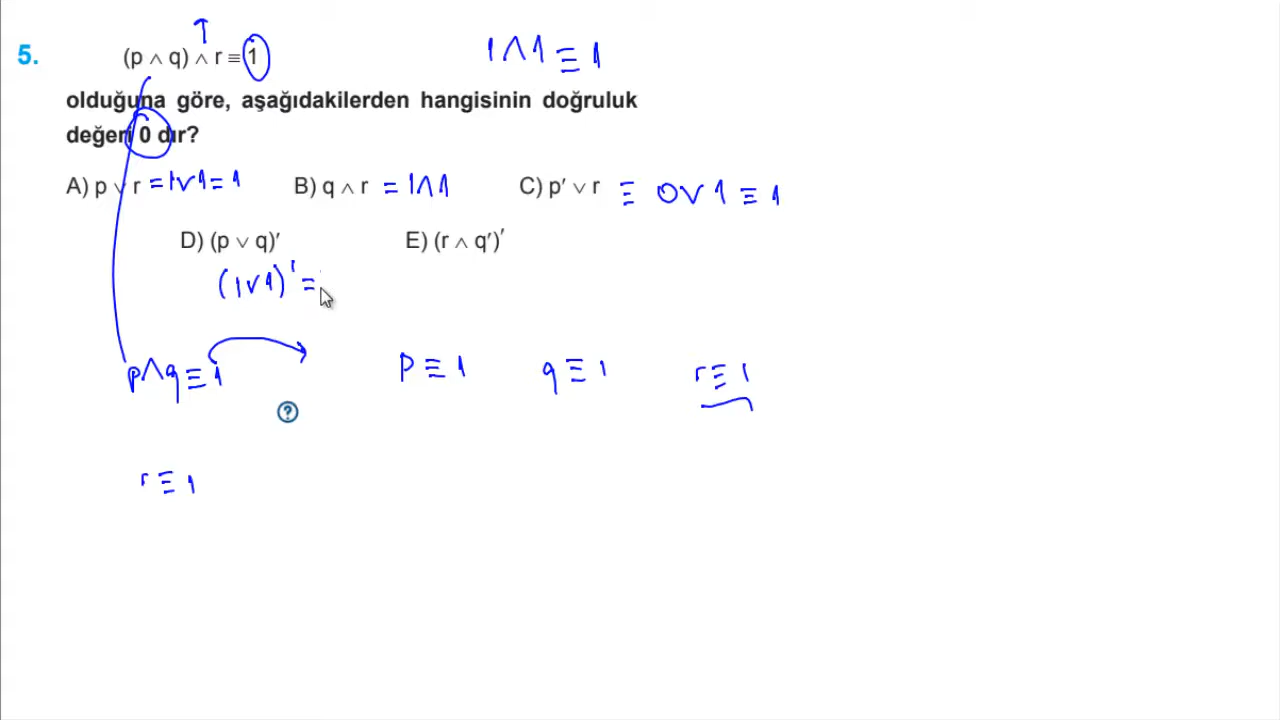 5. (p ∧ q) ∧ r ≡ 1
1 ∧ 1 ≡ 1
olduğuna göre, aşağıdakilerden hangisinin doğruluk
değeri 0 dır?
A) p ∨ r = 1∨1 = 1 B) q ∧ r = 1∧1 C) p′ ∨ r ≡ 0∨1 ≡ 1
D) (p ∨ q)′ E) (r ∧ q′)′
(1∨1)′ =
p∧q ≡ 1 p ≡ 1 q ≡ 1 r ≡ 1
?
r ≡ 1